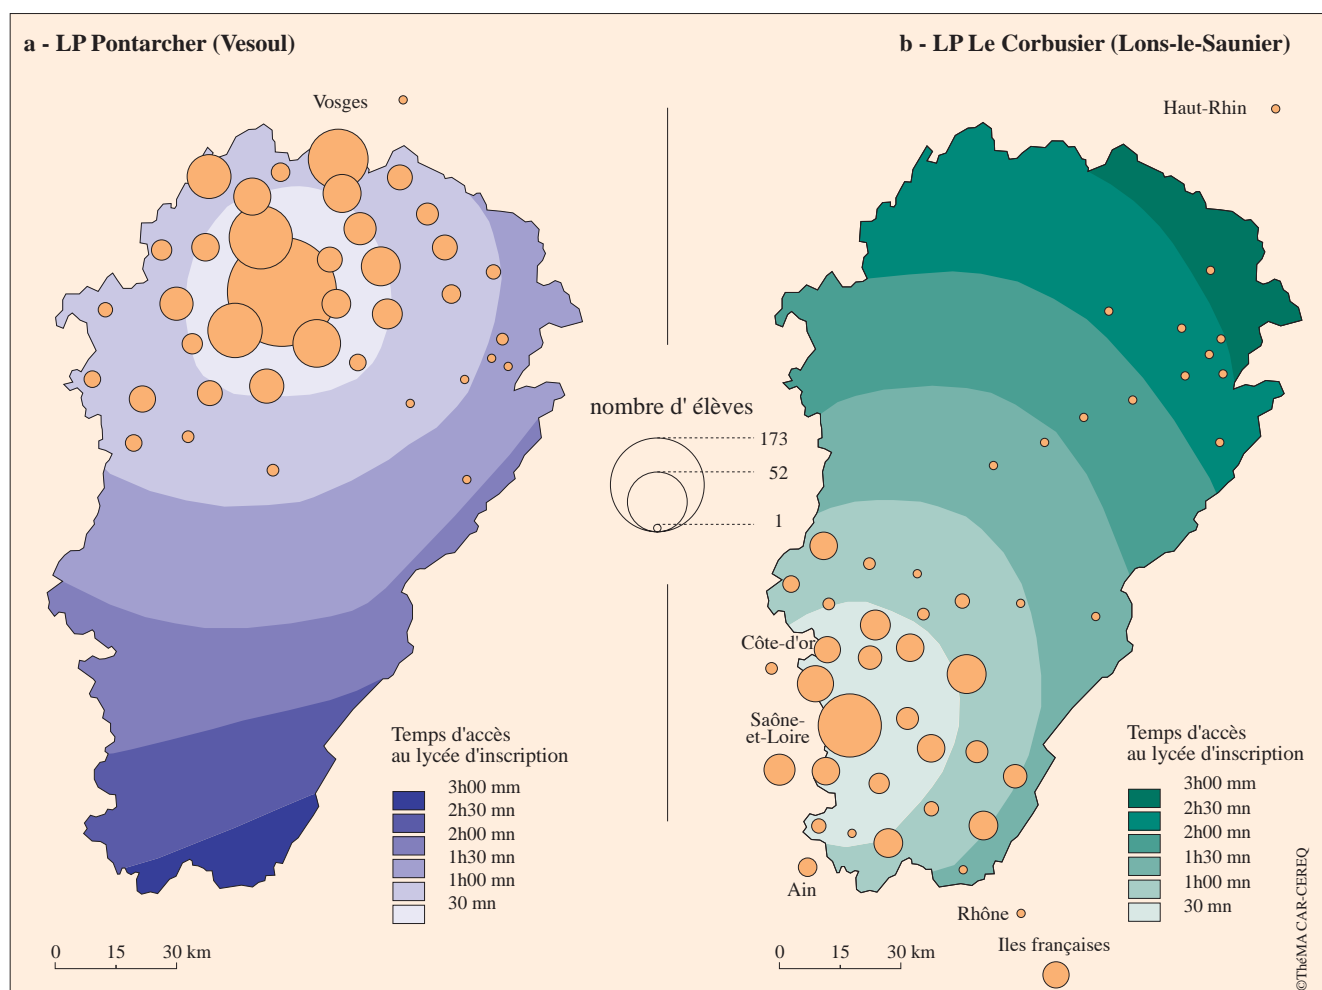 a - LP Pontarcher (Vesoul)
b - LP Le Corbusier (Lons-le-Saunier)
Vosges
Haut-Rhin
nombre d' élèves
173
52
1
Côte-d'or
Saône-
et-Loire
Ain
Rhône
Iles françaises
Temps d'accès
au lycée d'inscription
3h00 mm
2h30 mn
2h00 mn
1h30 mn
1h00 mn
30 mn
0 15 30 km
Temps d'accès
au lycée d'inscription
3h00 mm
2h30 mn
2h00 mn
1h30 mn
1h00 mn
30 mn
0 15 30 km
©ThéMA CAR-CEREQ